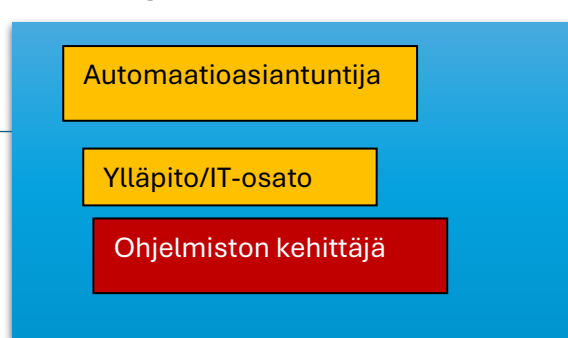 Automaatioasiantuntija
Ylläpito/IT-osato
Ohjelmiston kehittäjä